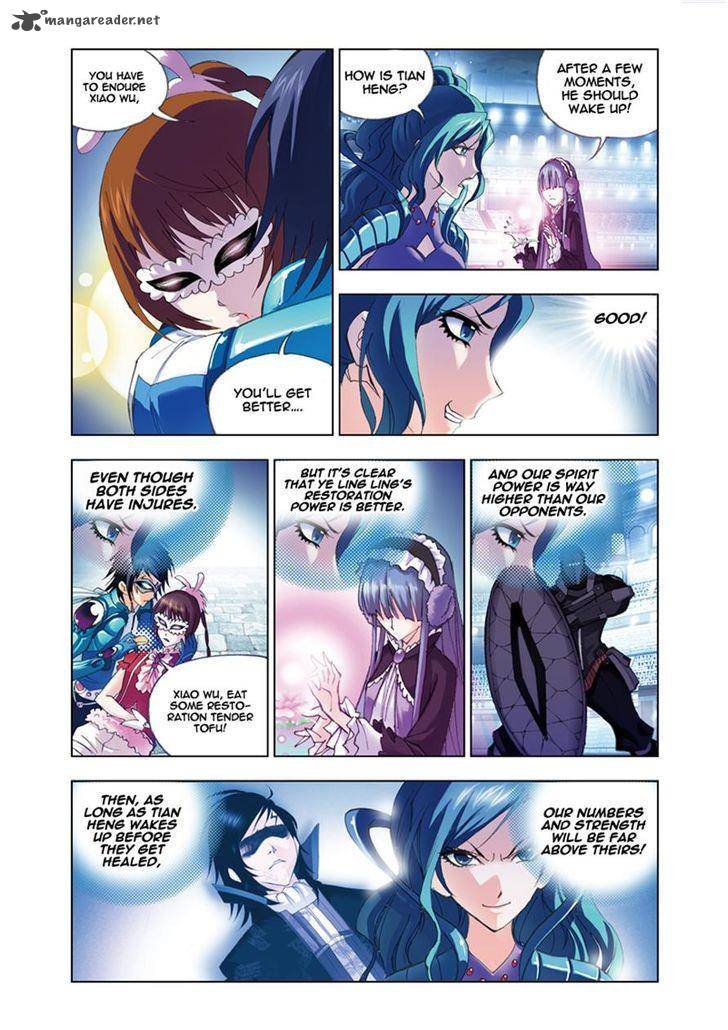 mangareader.net
YOU HAVE
TO ENDURE
XIAO WU,
YOU'LL GET
BETTER....
HOW IS TIAN
HENG?
AFTER A FEW
MOMENTS,
HE SHOULD
WAKE UP!
GOOD!
EVEN THOUGH
BOTH SIDES
HAVE INJURES.
XIAO WU, EAT
SOME RESTO-
RATION TENDER
TOFU!
BUT IT'S CLEAR
THAT YE LING LING'S
RESTORATION
POWER IS BETTER.
AND OUR SPIRIT
POWER IS WAY
HIGHER THAN OUR
OPPONENTS.
THEN, AS
LONG AS TIAN
HENG WAKES
UP BEFORE
THEY GET
HEALED,
OUR NUMBERS
AND STRENGTH
WILL BE FAR
ABOVE THEIRS!